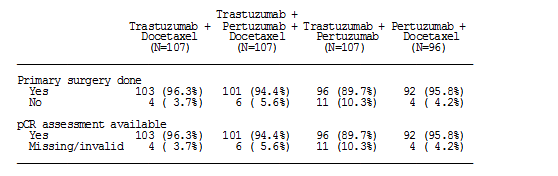 Trastuzumab +
Trastuzumab + Pertuzumab + Trastuzumab + Pertuzumab +
Docetaxel Docetaxel Pertuzumab Docetaxel
(N=107) (N=107) (N=107) (N=96)
Primary surgery done
Yes 103 (96.3%) 101 (94.4%) 96 (89.7%) 92 (95.8%)
No 4 ( 3.7%) 6 ( 5.6%) 11 (10.3%) 4 ( 4.2%)
pCR assessment available
Yes 103 (96.3%) 101 (94.4%) 96 (89.7%) 92 (95.8%)
Missing/invalid 4 ( 3.7%) 6 ( 5.6%) 11 (10.3%) 4 ( 4.2%)